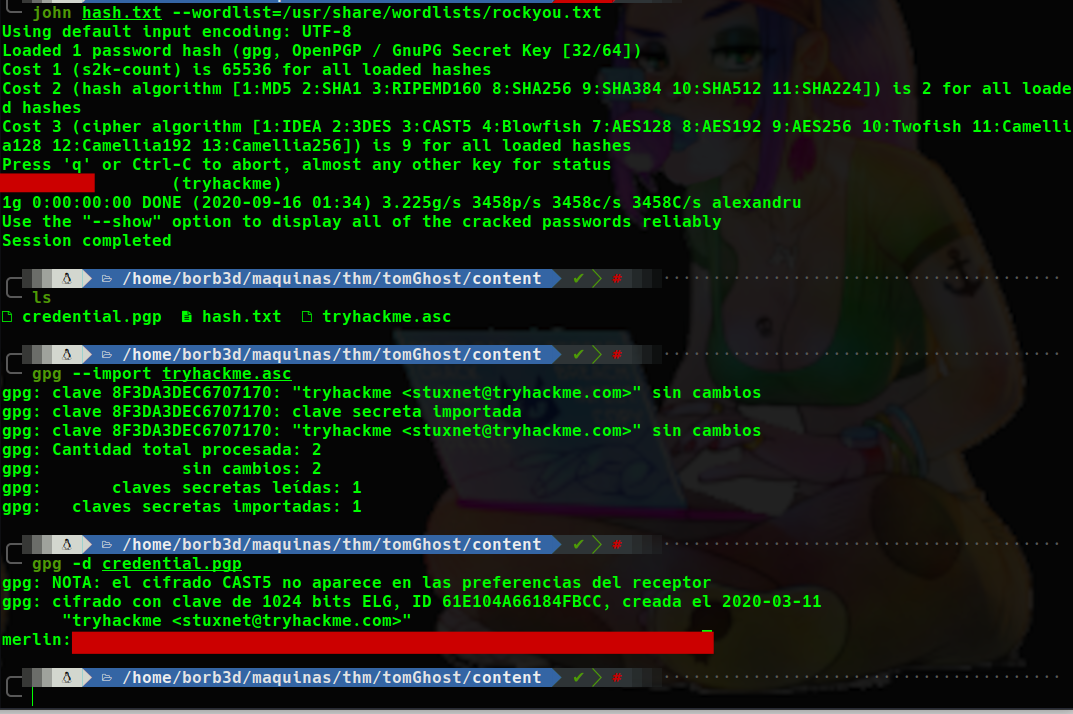 john hash.txt --wordlist=/usr/share/wordlists/rockyou.txt
Using default input encoding: UTF-8
Loaded 1 password hash (gpg, OpenPGP / GnuPG Secret Key [32/64])
Cost 1 (s2k-count) is 65536 for all loaded hashes
Cost 2 (hash algorithm [1:MD5 2:SHA1 3:RIPEMD160 8:SHA256 9:SHA384 10:SHA512 11:SHA224]) is 2 for all loade
d hashes
Cost 3 (cipher algorithm [1:IDEA 2:3DES 3:CAST5 4:Blowfish 7:AES128 8:AES192 9:AES256 10:Twofish 11:Camelli
a128 12:Camellia192 13:Camellia256]) is 9 for all loaded hashes
Press 'q' or Ctrl-C to abort, almost any other key for status
(tryhackme)
1g 0:00:00:00 DONE (2020-09-16 01:34) 3.225g/s 3458p/s 3458c/s 3458C/s alexandru
Use the "--show" option to display all of the cracked passwords reliably
Session completed
/home/borb3d/maquinas/thm/tomGhost/content ✔ #
ls
credential.pgp hash.txt tryhackme.asc
/home/borb3d/maquinas/thm/tomGhost/content ✔ #
gpg --import tryhackme.asc
gpg: clave 8F3DA3DEC6707170: "tryhackme <stuxnet@tryhackme.com>" sin cambios
gpg: clave 8F3DA3DEC6707170: clave secreta importada
gpg: clave 8F3DA3DEC6707170: "tryhackme <stuxnet@tryhackme.com>" sin cambios
gpg: Cantidad total procesada: 2
gpg: sin cambios: 2
gpg: claves secretas leídas: 1
gpg: claves secretas importadas: 1
/home/borb3d/maquinas/thm/tomGhost/content ✔ #
gpg -d credential.pgp
gpg: NOTA: el cifrado CAST5 no aparece en las preferencias del receptor
gpg: cifrado con clave de 1024 bits ELG, ID 61E104A66184FBCC, creada el 2020-03-11
"tryhackme <stuxnet@tryhackme.com>"
merlin:
/home/borb3d/maquinas/thm/tomGhost/content ✔ #